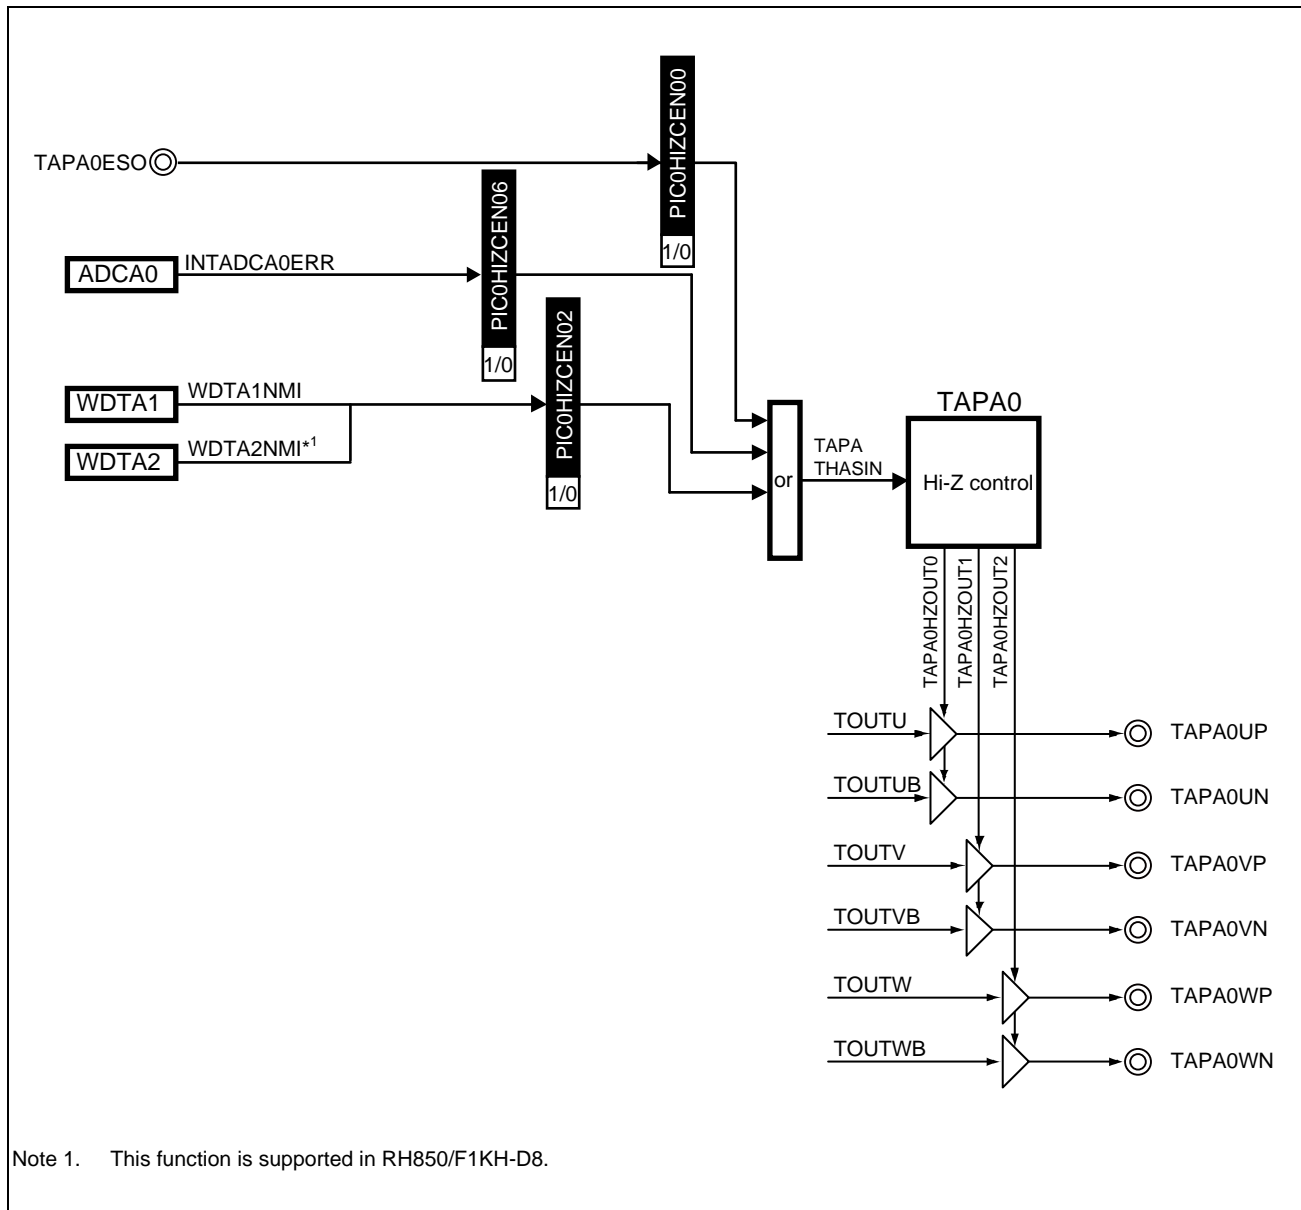 PIC0HIZCEN00
1/0
TAPA0ESO
PIC0HIZCEN06
1/0
ADCA0
INTADCA0ERR
PIC0HIZCEN02
1/0
WDTA1
WDTA1NMI
WDTA2
WDTA2NMI*1
or
TAPA
THASIN
TAPA0
Hi-Z control
TAPA0HZOUT0
TAPA0HZOUT1
TAPA0HZOUT2
TOUTU
TAPA0UP
TOUTUB
TAPA0UN
TOUTV
TAPA0VP
TOUTVB
TAPA0VN
TOUTW
TAPA0WP
TOUTWB
TAPA0WN
Note 1. This function is supported in RH850/F1KH-D8.